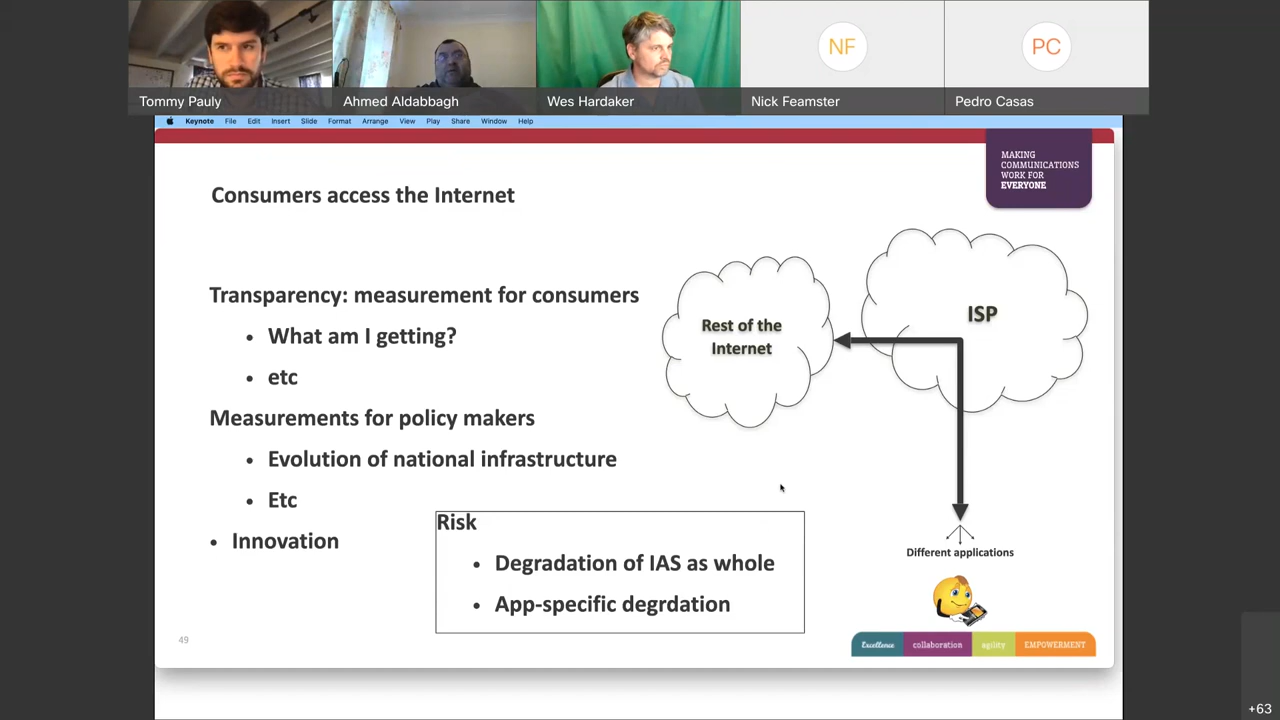 NF
PC
Tommy Pauly
Ahmed Aldabbagh
Wes Hardaker
Nick Feamster
Pedro Casas
Keynote File Edit Insert Slide Format Arrange View Play Share Window Help
MAKING
COMMUNICATIONS
WORK FOR
EVERYONE
Consumers access the Internet
Transparency: measurement for consumers
• What am I getting?
• etc
Measurements for policy makers
• Evolution of national infrastructure
• Etc
• Innovation
Risk
• Degradation of IAS as whole
• App-specific degrdation
Rest of the
Internet
ISP
Different applications
49
Excellence collaboration agility EMPOWERMENT
+63